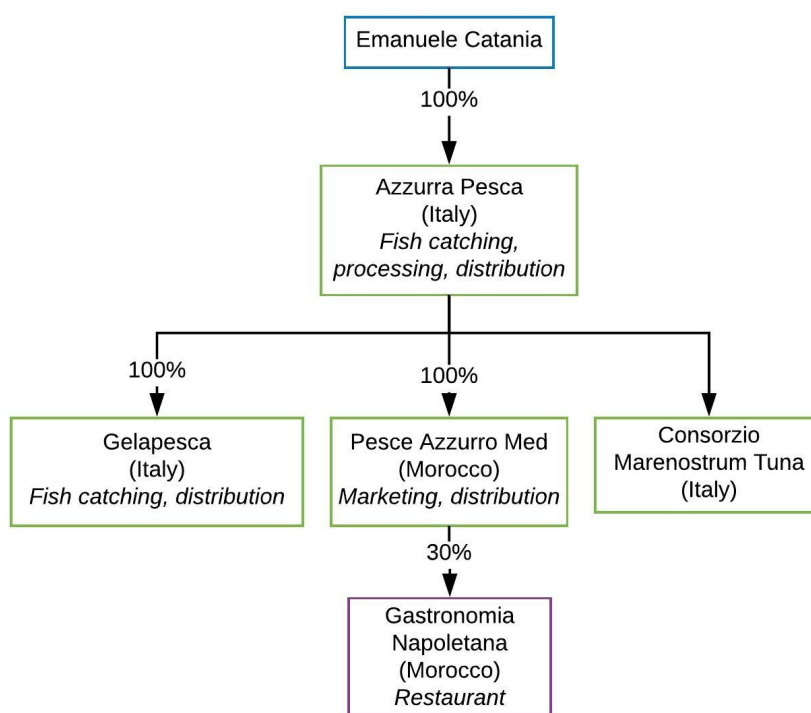 Emanuele Catania
100%
Azzurra Pesca
(Italy)
Fish catching,
processing, distribution
100%
100%
Gelapesca
(Italy)
Fish catching, distribution
Pesce Azzurro Med
(Morocco)
Marketing, distribution
Consorzio
Marenostrum Tuna
(Italy)
30%
Gastronomia
Napoletana
(Morocco)
Restaurant